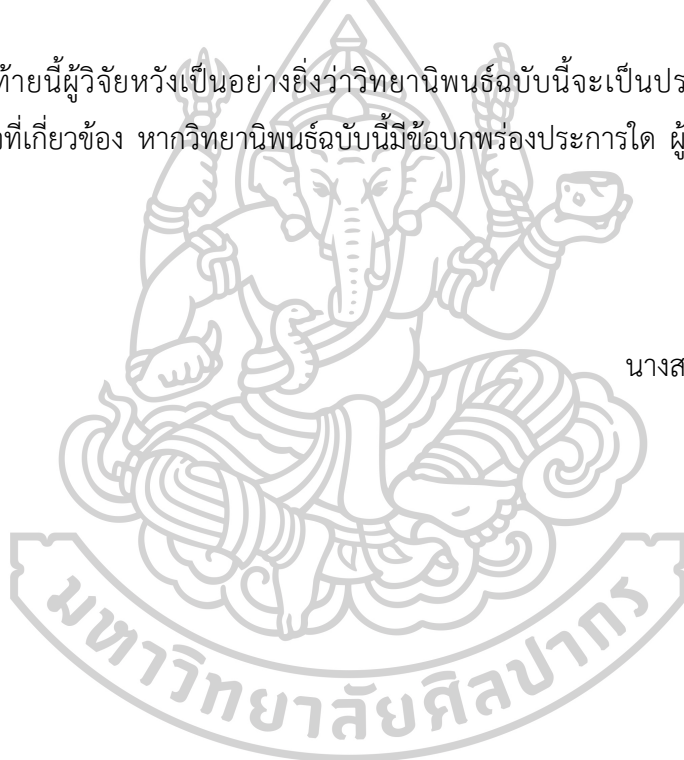 ท้ายนี้ผู้วิจัยหวังเป็นอย่างยิ่งว่าวิทยานิพนธ์ฉบับนี้จะเป็นประ
ที่เกี่ยวข้อง หากวิทยานิพนธ์ฉบับนี้มีข้อบกพร่องประการใด ผู้
นางส
มหาวิทยาลัยศิลปากร